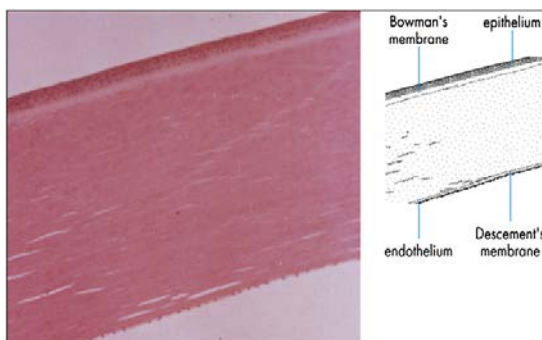 Bowman's
membrane
epithelium
endothelium
Descement's
membrane